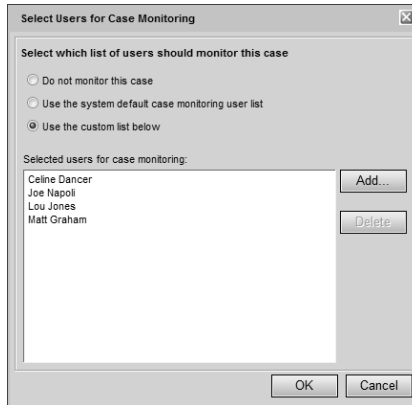 Select Users for Case Monitoring
Select which list of users should monitor this case
Do not monitor this case
Use the system default case monitoring user list
Use the custom list below
Selected users for case monitoring:
Celine Dancer
Joe Napoli
Lou Jones
Matt Graham
Add...
Delete
OK
Cancel